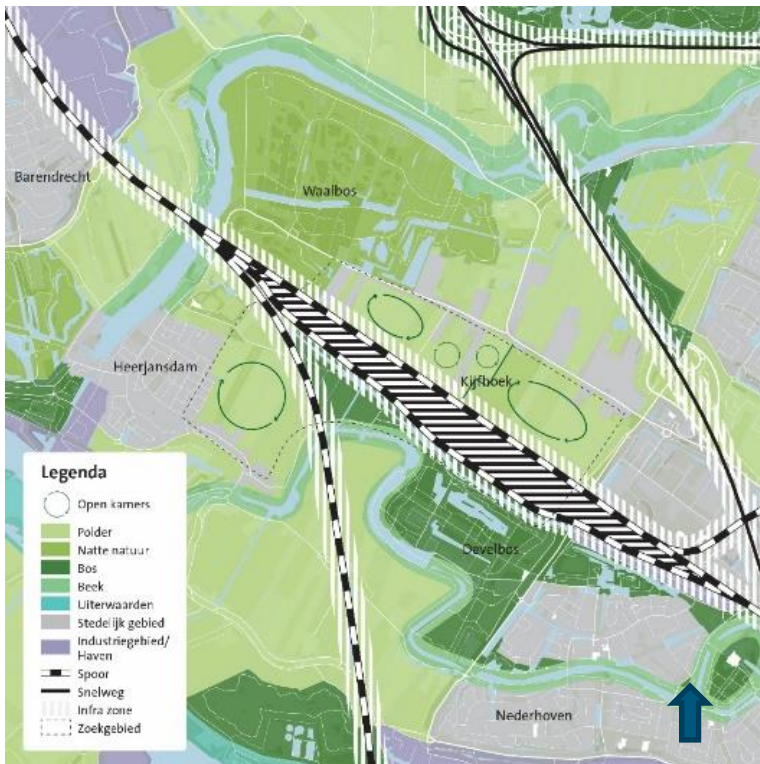 Barendrecht
Waalbos
Heerjansdam
Kijfhoek
Develbos
Nederhoven
Legenda
Open kamers
Polder
Natte natuur
Bos
Beek
Uiterwaarden
Stedelijk gebied
Industriegebied/
Haven
Spoor
Snelweg
Infra zone
Zoekgebied